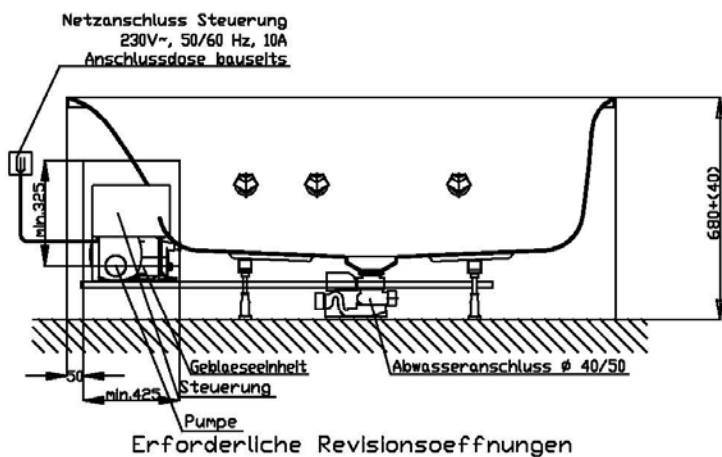 Netzanschluss Steuerung
230V~, 50/60 Hz, 10A
Anschlussdose bauseits
min.325
680+(40)
50
min.425
Geblaeseeinheit
Steuerung
Pumpe
Abwasseranschluss ø 40/50
Erforderliche Revisionsoeffnungen